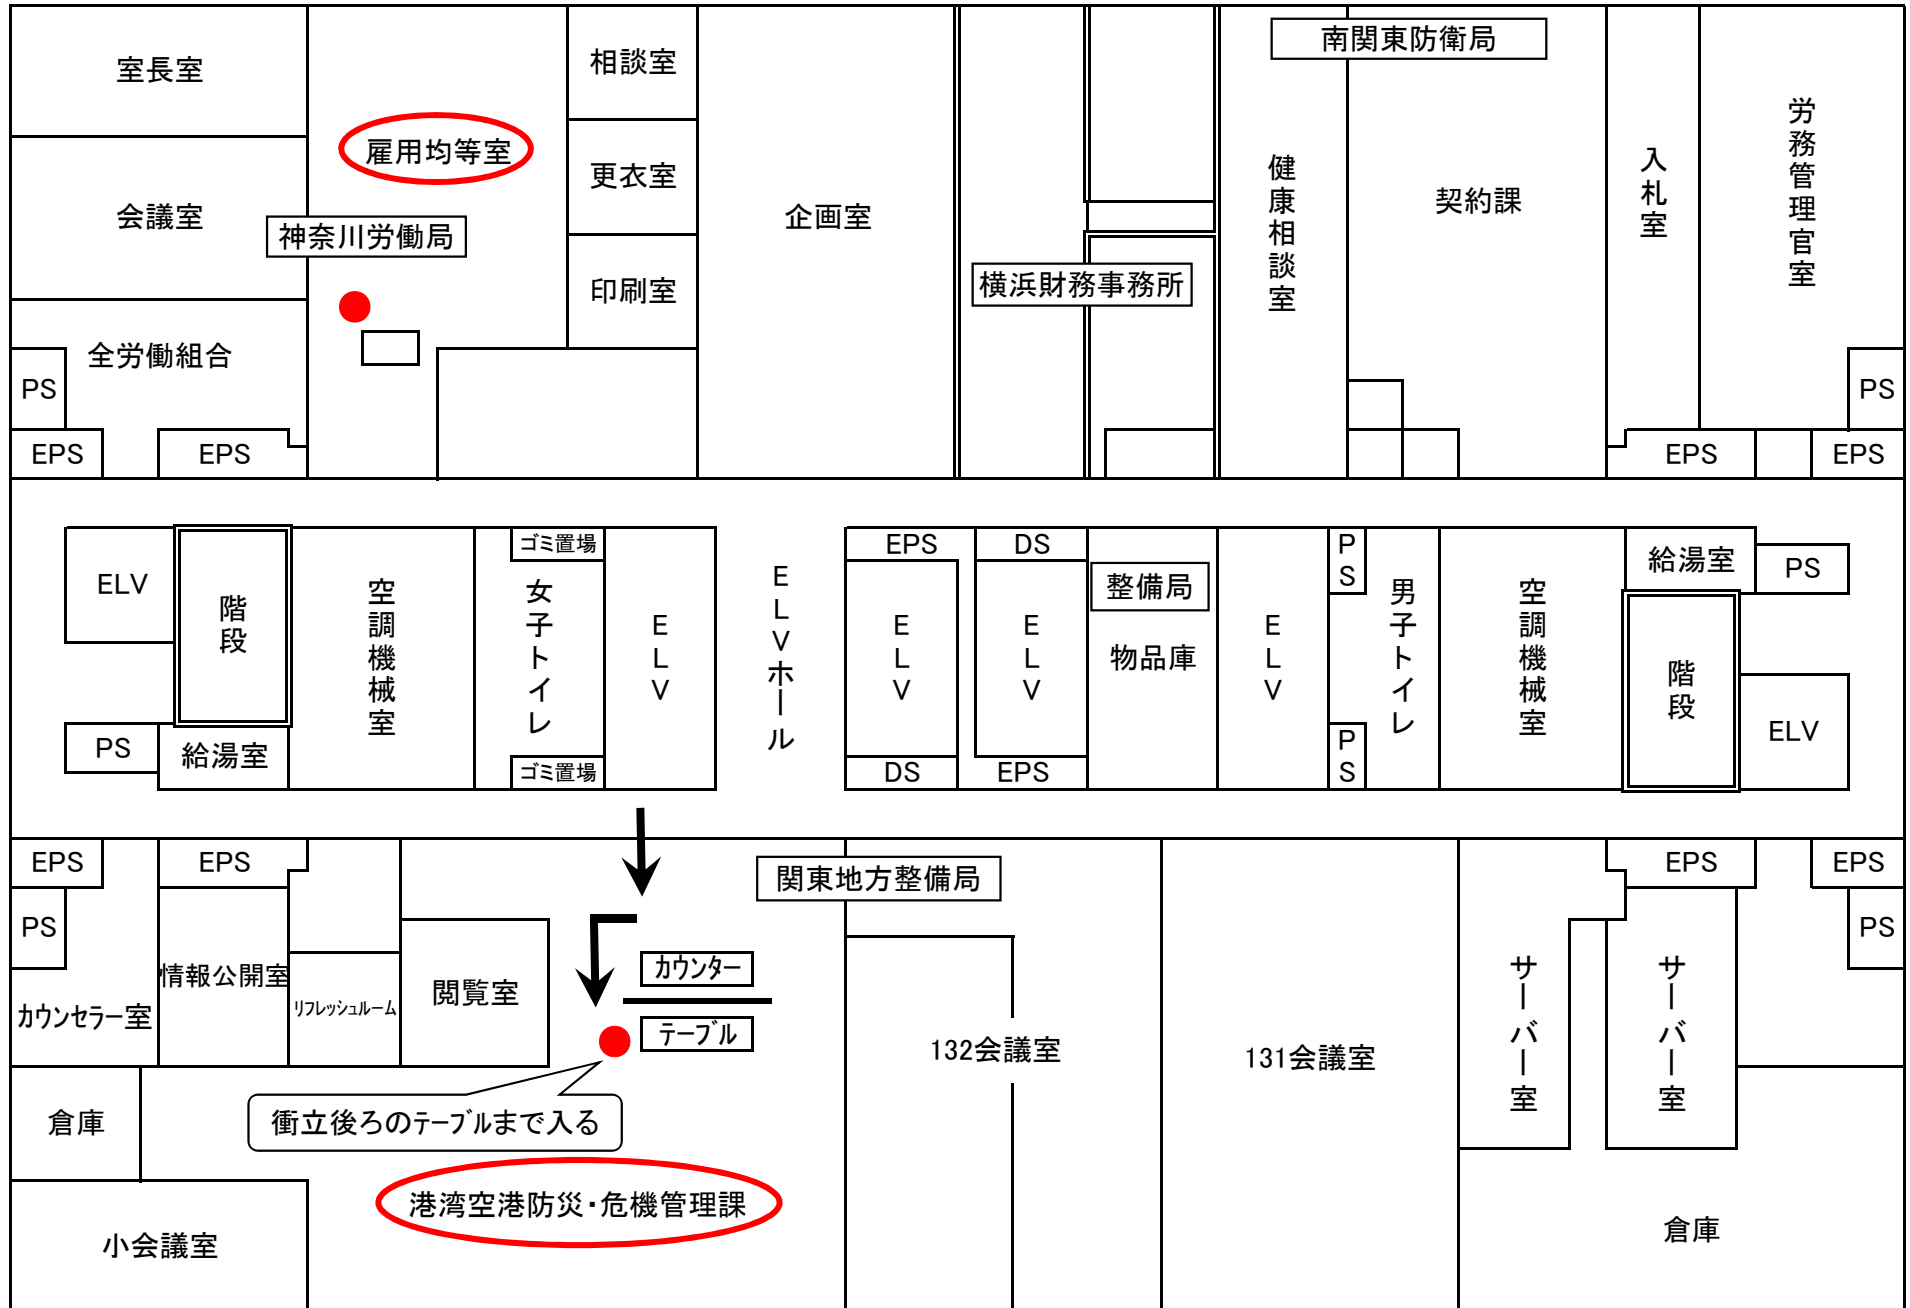 南関東防衛局
室長室
相談室
雇用均等室
労務管理官室
会議室
更衣室
企画室
健康相談室
契約課
入札室
神奈川労働局
横浜財務事務所
印刷室
全労働組合
PS
PS
EPS
EPS
EPS
EPS
ELV
階段
空調機械室
ゴミ置場
女子トイレ
ゴミ置場
ELV
ELVホール
EPS
ELV
DS
DS
ELV
EPS
整備局
物品庫
ELV
PS
PS
男子トイレ
空調機械室
給湯室
PS
階段
ELV
PS
給湯室
EPS
EPS
関東地方整備局
EPS
EPS
PS
PS
カウンセラー室
情報公開室
リフレッシュルーム
閲覧室
カウンター
テーブル
132会議室
131会議室
サーバー室
サーバー室
倉庫
衝立後ろのテーブルまで入る
港湾空港防災・危機管理課
小会議室
倉庫